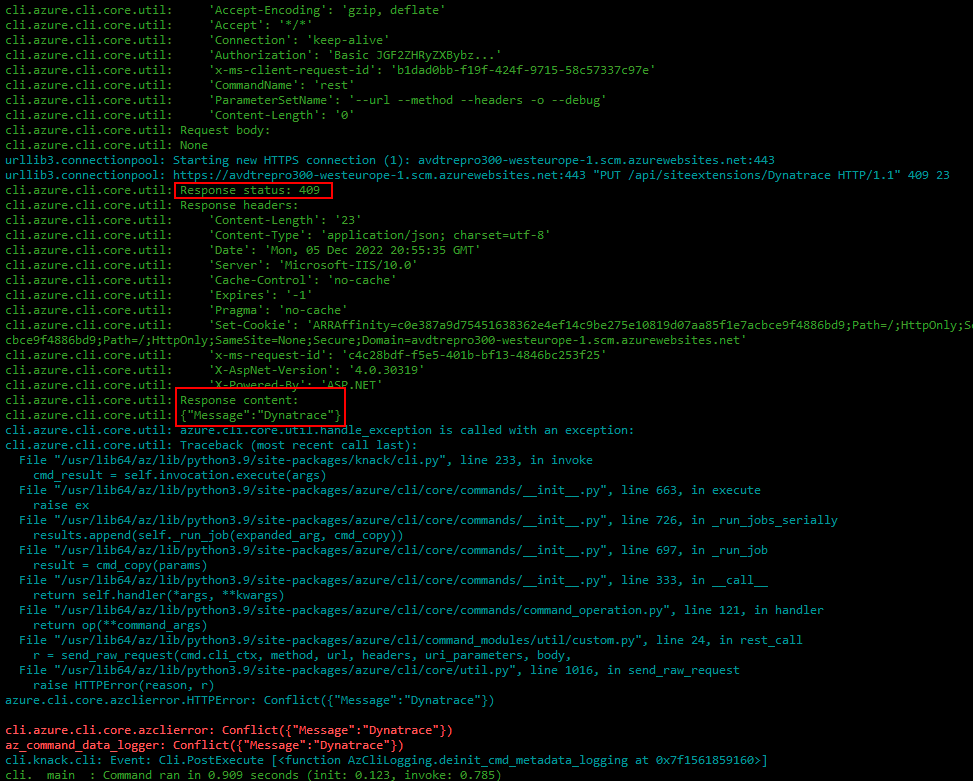 cli.azure.cli.core.util:     'Accept-Encoding': 'gzip, deflate'
cli.azure.cli.core.util:     'Accept': '*/*'
cli.azure.cli.core.util:     'Connection': 'keep-alive'
cli.azure.cli.core.util:     'Authorization': 'Basic JGF2ZHRyZXBybz...'
cli.azure.cli.core.util:     'x-ms-client-request-id': 'b1dad0bb-f19f-424f-9715-58c57337c97e'
cli.azure.cli.core.util:     'CommandName': 'rest'
cli.azure.cli.core.util:     'ParameterSetName': '--url --method --headers -o --debug'
cli.azure.cli.core.util:     'Content-Length': '0'
cli.azure.cli.core.util: Request body:
cli.azure.cli.core.util: None
urllib3.connectionpool: Starting new HTTPS connection (1): avdtrepro300-westeurope-1.scm.azurewebsites.net:443
urllib3.connectionpool: https://avdtrepro300-westeurope-1.scm.azurewebsites.net:443 "PUT /api/siteextensions/Dynatrace HTTP/1.1" 409 23
cli.azure.cli.core.util: Response status: 409
cli.azure.cli.core.util: Response headers:
cli.azure.cli.core.util:     'Content-Length': '23'
cli.azure.cli.core.util:     'Content-Type': 'application/json; charset=utf-8'
cli.azure.cli.core.util:     'Date': 'Mon, 05 Dec 2022 20:55:35 GMT'
cli.azure.cli.core.util:     'Server': 'Microsoft-IIS/10.0'
cli.azure.cli.core.util:     'Cache-Control': 'no-cache'
cli.azure.cli.core.util:     'Expires': '-1'
cli.azure.cli.core.util:     'Pragma': 'no-cache'
cli.azure.cli.core.util:     'Set-Cookie': 'ARRAffinity=c0e387a9d75451638362e4ef14c9be275e10819d07aa85f1e7acbce9f4886bd9;Path=/;HttpOnly;S
cbce9f4886bd9;Path=/;HttpOnly;SameSite=None;Secure;Domain=avdtrepro300-westeurope-1.scm.azurewebsites.net'
cli.azure.cli.core.util:     'x-ms-request-id': 'c4c28bdf-f5e5-401b-bf13-4846bc253f25'
cli.azure.cli.core.util:     'X-AspNet-Version': '4.0.30319'
cli.azure.cli.core.util:     'X-Powered-By': 'ASP.NET'
cli.azure.cli.core.util: Response content:
cli.azure.cli.core.util: {"Message":"Dynatrace"}
cli.azure.cli.core.util: azure.cli.core.util.handle_exception is called with an exception:
cli.azure.cli.core.util: Traceback (most recent call last):
  File "/usr/lib64/az/lib/python3.9/site-packages/knack/cli.py", line 233, in invoke
    cmd_result = self.invocation.execute(args)
  File "/usr/lib64/az/lib/python3.9/site-packages/azure/cli/core/commands/__init__.py", line 663, in execute
    raise ex
  File "/usr/lib64/az/lib/python3.9/site-packages/azure/cli/core/commands/__init__.py", line 726, in _run_jobs_serially
    results.append(self._run_job(expanded_arg, cmd_copy))
  File "/usr/lib64/az/lib/python3.9/site-packages/azure/cli/core/commands/__init__.py", line 697, in _run_job
    result = cmd_copy(params)
  File "/usr/lib64/az/lib/python3.9/site-packages/azure/cli/core/commands/__init__.py", line 333, in __call__
    return self.handler(*args, **kwargs)
  File "/usr/lib64/az/lib/python3.9/site-packages/azure/cli/core/commands/command_operation.py", line 121, in handler
    return op(**command_args)
  File "/usr/lib64/az/lib/python3.9/site-packages/azure/cli/command_modules/util/custom.py", line 24, in rest_call
    r = send_raw_request(cmd.cli_ctx, method, url, headers, uri_parameters, body,
  File "/usr/lib64/az/lib/python3.9/site-packages/azure/cli/core/util.py", line 1016, in send_raw_request
    raise HTTPError(reason, r)
azure.cli.core.azclierror.HTTPError: Conflict({"Message":"Dynatrace"})
cli.azure.cli.core.azclierror: Conflict({"Message":"Dynatrace"})
az_command_data_logger: Conflict({"Message":"Dynatrace"})
cli.knack.cli: Event: Cli.PostExecute [<function AzCliLogging.deinit_cmd_metadata_logging at 0x7f1561859160>]
cli.__main__: Command ran in 0.909 seconds (init: 0.123, invoke: 0.785)